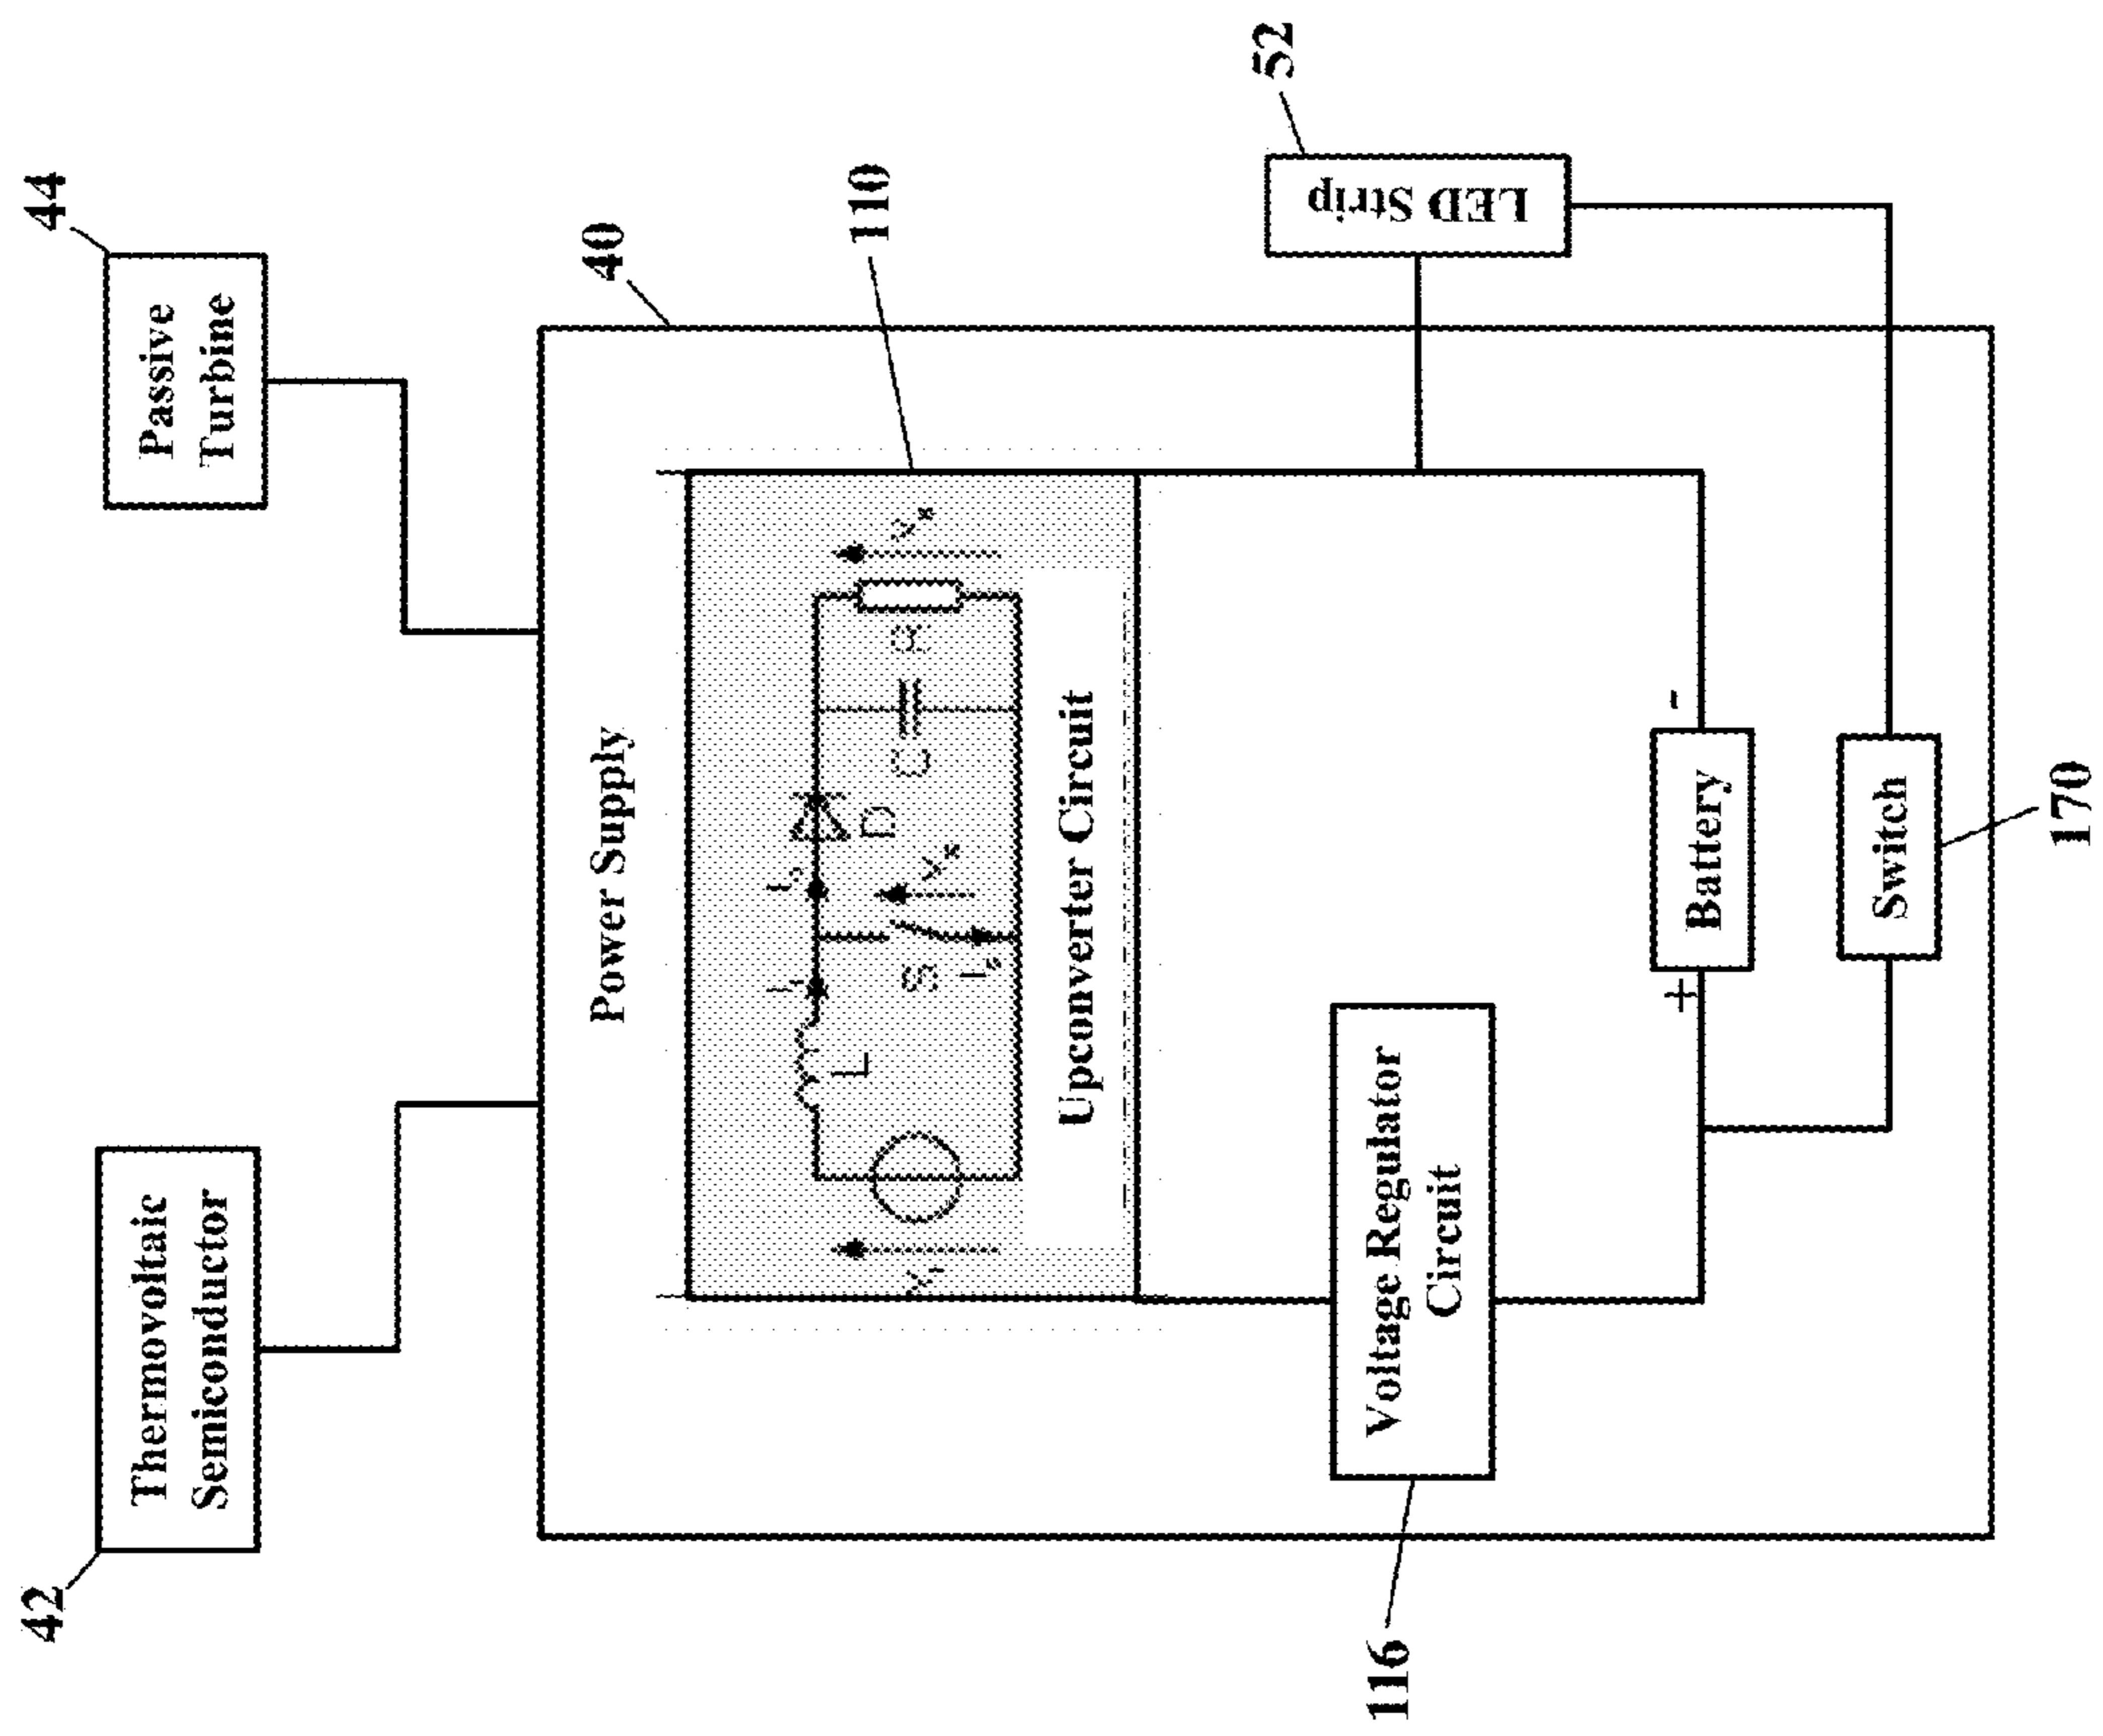 42
Thermovoltaic
Semiconductor
44
Passive
Turbine
40
Power Supply
110
L
S
D
C
R
Upconverter Circuit
52
LED Strip
116
Voltage Regulator
Circuit
+
Battery
-
Switch
170